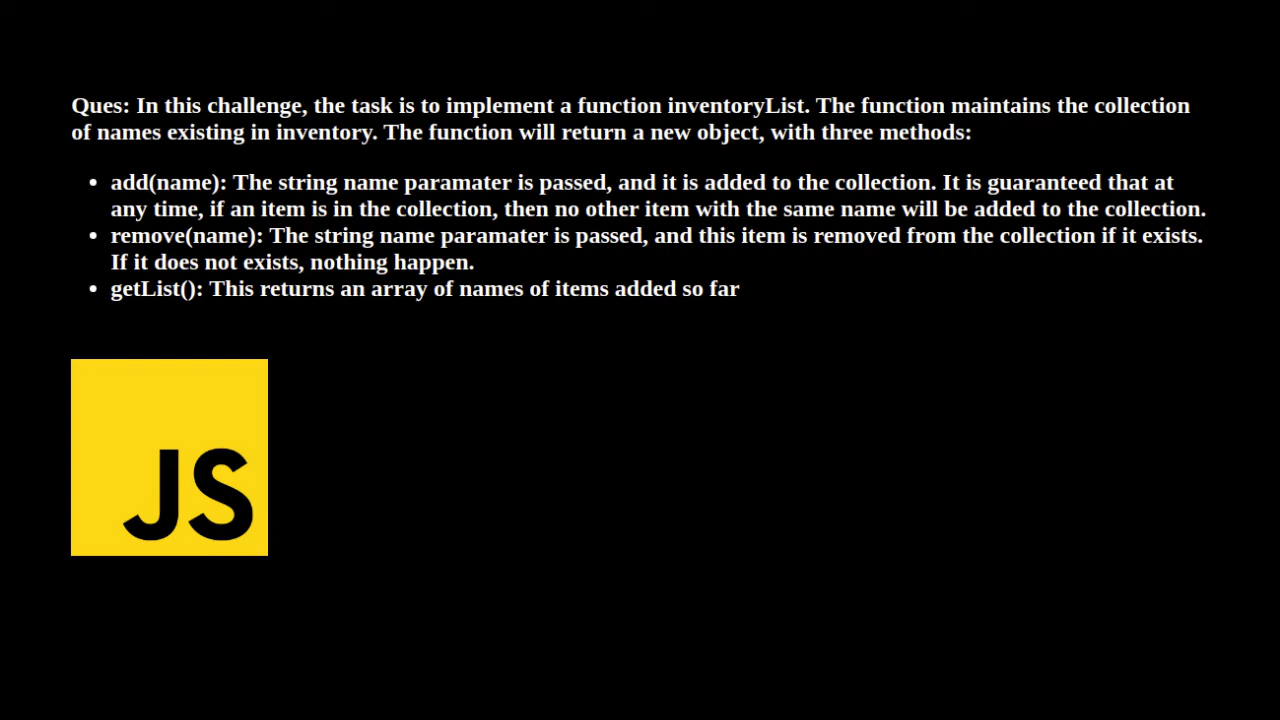 Ques: In this challenge, the task is to implement a function inventoryList. The function maintains the collection
of names existing in inventory. The function will return a new object, with three methods:
• add(name): The string name paramater is passed, and it is added to the collection. It is guaranteed that at
any time, if an item is in the collection, then no other item with the same name will be added to the collection.
• remove(name): The string name paramater is passed, and this item is removed from the collection if it exists.
If it does not exists, nothing happen.
• getList(): This returns an array of names of items added so far
JS